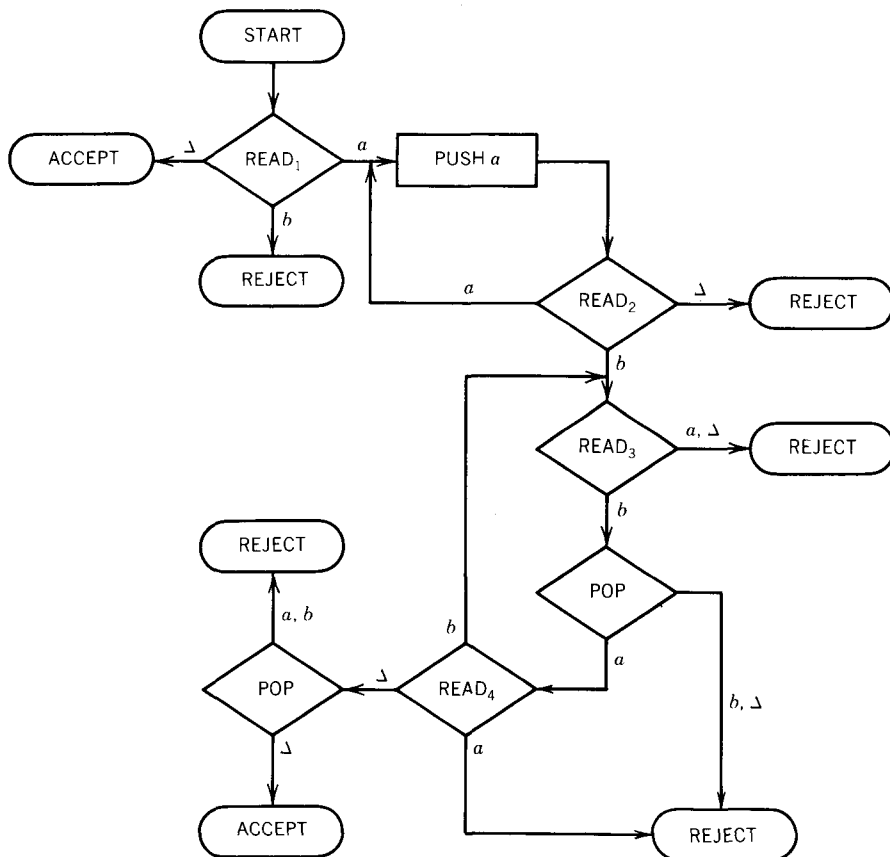 START
Δ
a
ACCEPT
READ₁
PUSH a
b
REJECT
a
READ₂
Δ
REJECT
b
READ₃
a, Δ
REJECT
b
REJECT
POP
a, b
b
a
POP
Δ
READ₄
b, Δ
Δ
a
ACCEPT
REJECT